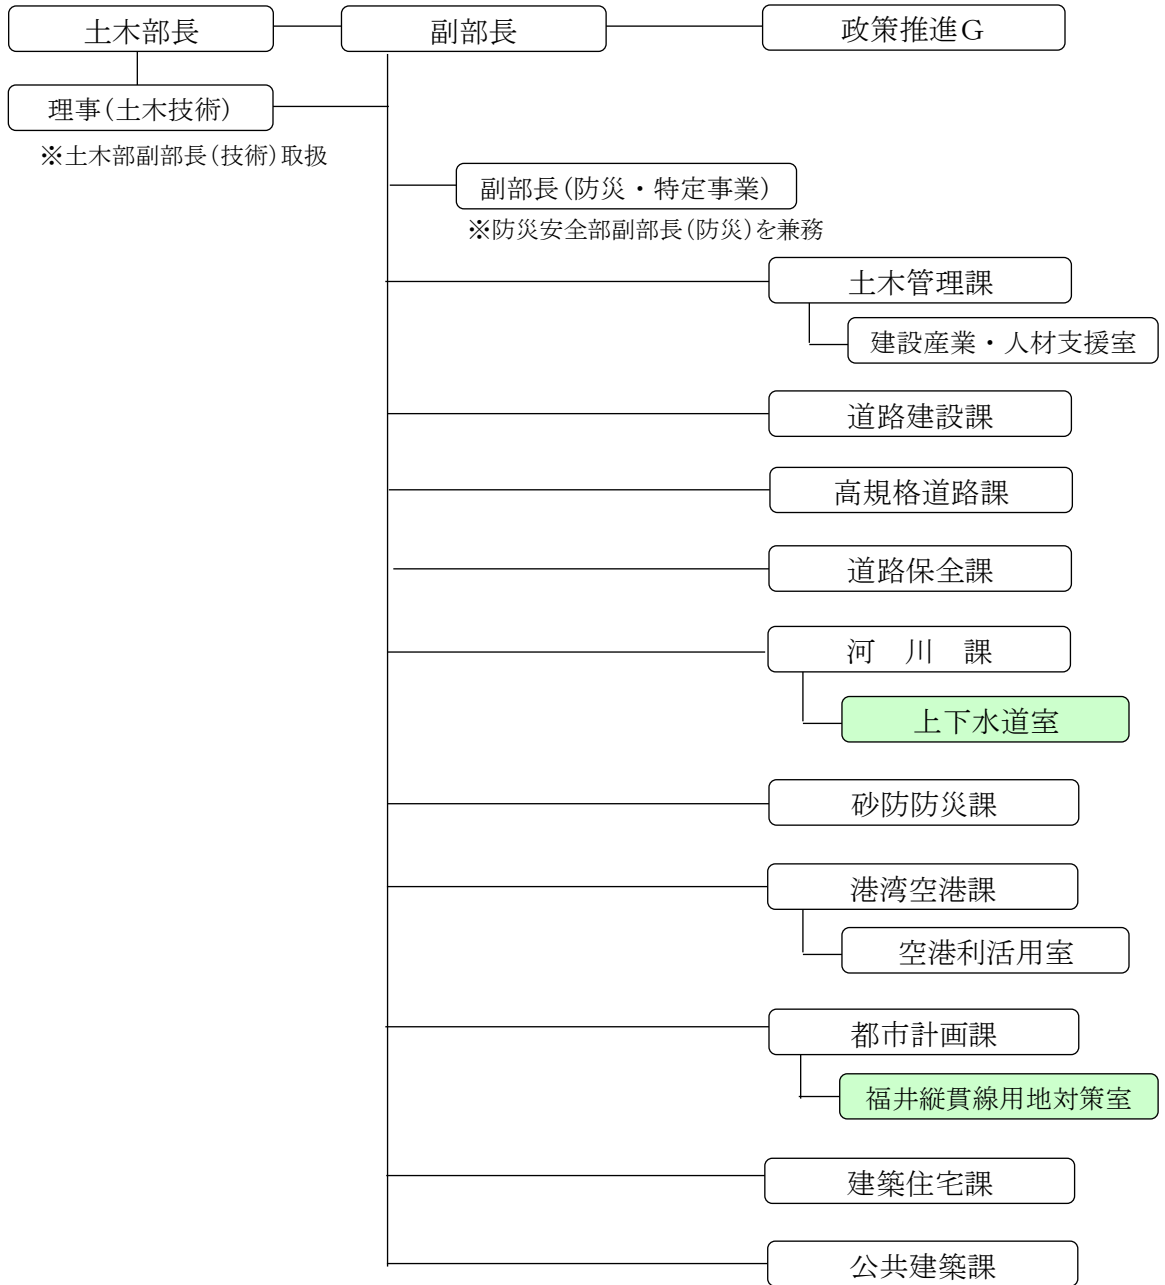 土木部長
副部長
政策推進G
理事(土木技術)
※土木部副部長(技術)取扱
副部長(防災・特定事業)
※防災安全部副部長(防災)を兼務
土木管理課
建設産業・人材支援室
道路建設課
高規格道路課
道路保全課
河　川　課
上下水道室
砂防防災課
港湾空港課
空港利活用室
都市計画課
福井縦貫線用地対策室
建築住宅課
公共建築課